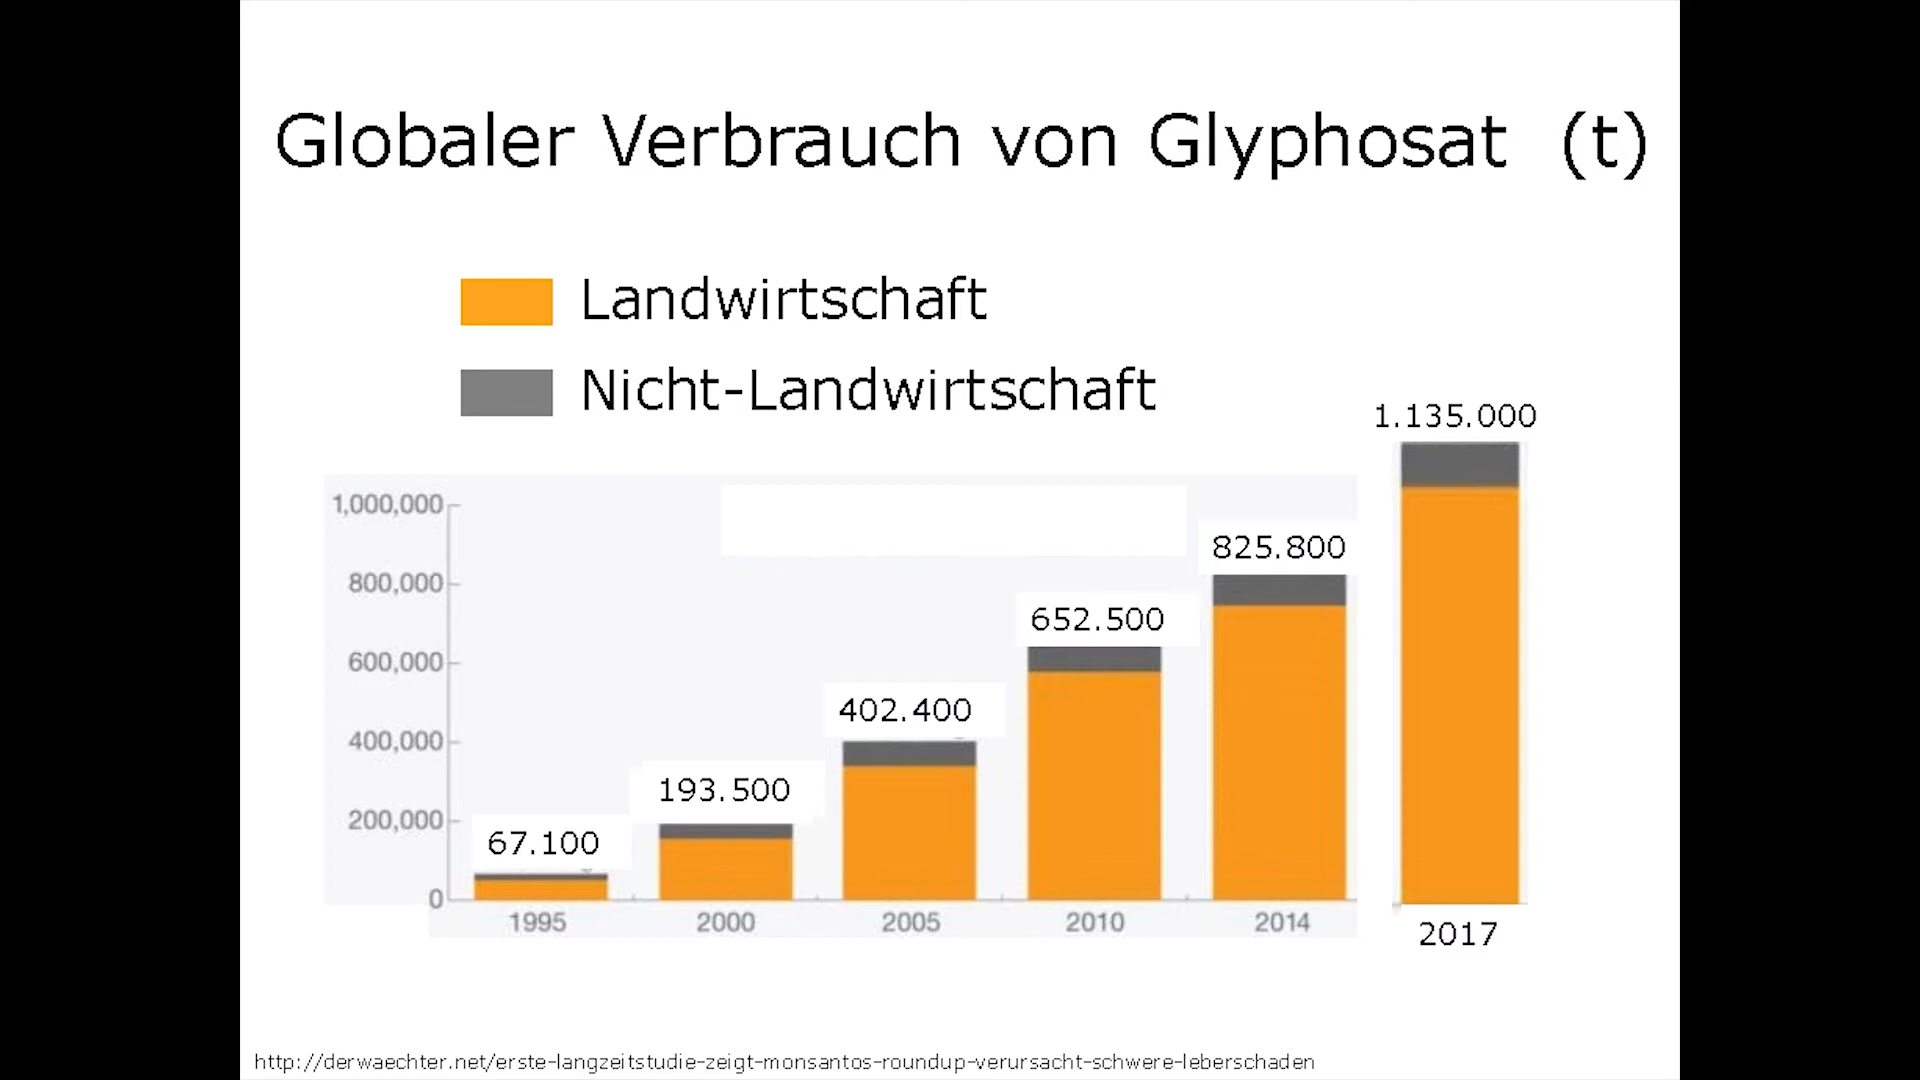 Globaler Verbrauch von Glyphosat (t)
Landwirtschaft
Nicht-Landwirtschaft
1.135.000
1,000,000
825.800
800,000
652.500
600,000
402.400
400,000
193.500
200,000
67.100
0
1995 2000 2005 2010 2014 2017
http://derwaechter.net/erste-langzeitstudie-zeigt-monsantos-roundup-verursacht-schwere-leberschaden